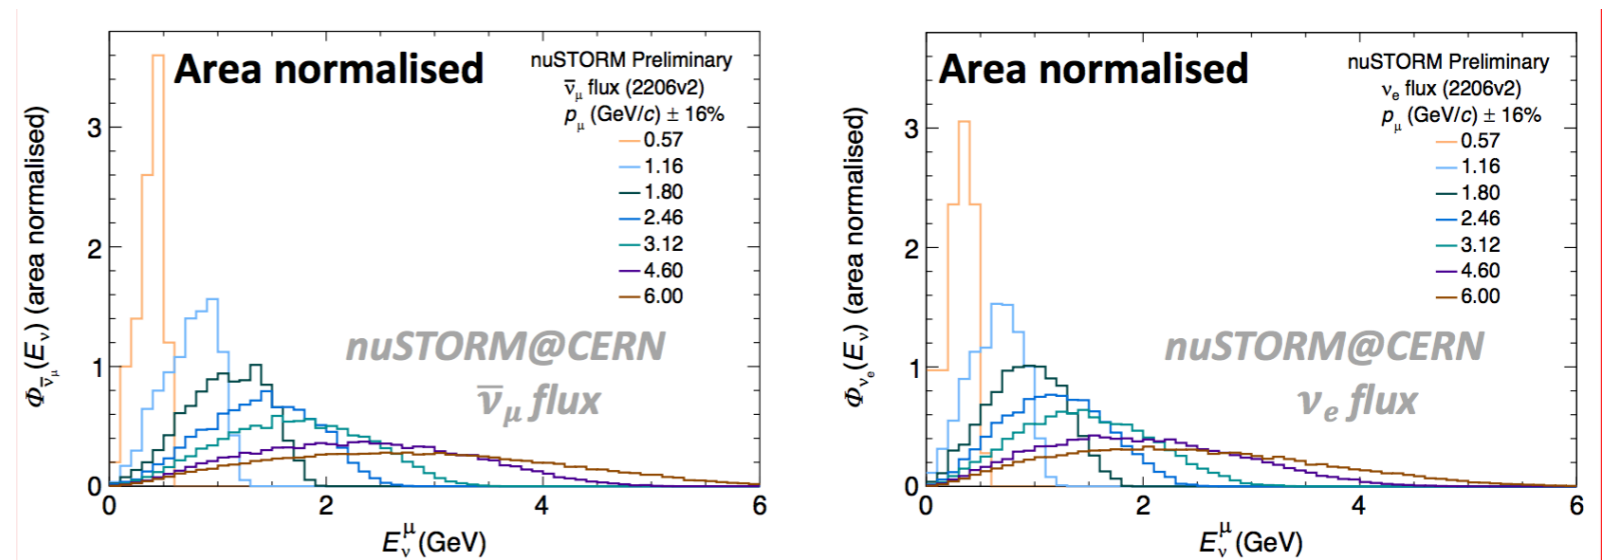 Area normalised
nuSTORM Preliminary
ν̅μ flux (2206v2)
pμ (GeV/c) ± 16%
0.57
1.16
1.80
2.46
3.12
4.60
6.00
nuSTORM@CERN
ν̅μ flux
Φν̅μ(Eν) (area normalised)
3
2
1
0
0 2 4 6
Eνμ (GeV)
Area normalised
nuSTORM Preliminary
νe flux (2206v2)
pμ (GeV/c) ± 16%
0.57
1.16
1.80
2.46
3.12
4.60
6.00
nuSTORM@CERN
νe flux
Φνe(Eν) (area normalised)
3
2
1
0
0 2 4 6
Eνμ (GeV)